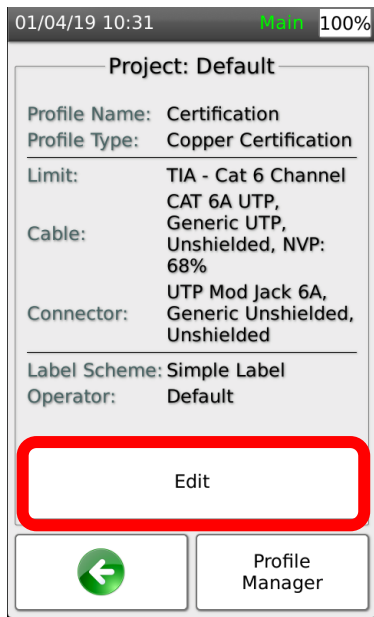 01/04/19 10:31 Main 100%
Project: Default
Profile Name: Certification
Profile Type: Copper Certification
Limit: TIA - Cat 6 Channel
Cable: CAT 6A UTP,
Generic UTP,
Unshielded, NVP:
68%
Connector: UTP Mod Jack 6A,
Generic Unshielded,
Unshielded
Label Scheme: Simple Label
Operator: Default
Edit
Profile
Manager